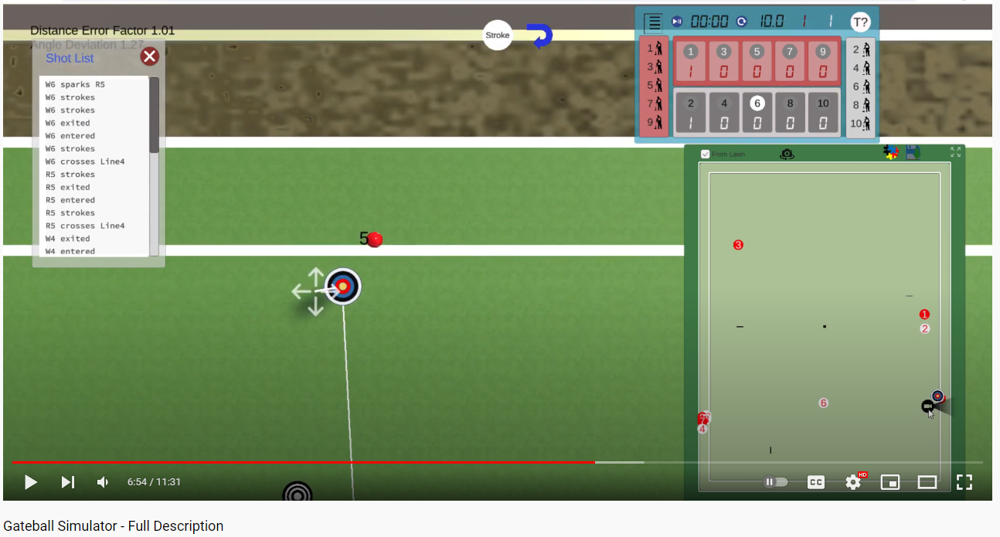 Distance Error Factor 1.01
Angle Deviation 1.27
Shot List
W6 sparks R5
W6 strokes
W6 strokes
W6 exited
W6 entered
W6 strokes
W6 crosses Line4
R5 strokes
R5 exited
R5 entered
R5 strokes
R5 crosses Line4
W4 exited
W4 entered
Stroke
00:00 10.0 1 1 T?
1 3 5 7 9
1 0 0 0 0
2 4 6 8 10
1 0 0 0 0
1
3
5
7
9
2
4
6
8
10
5
From Lawn
3
1
2
6
7
4
6:54 / 11:31
CC
HD
Gateball Simulator - Full Description